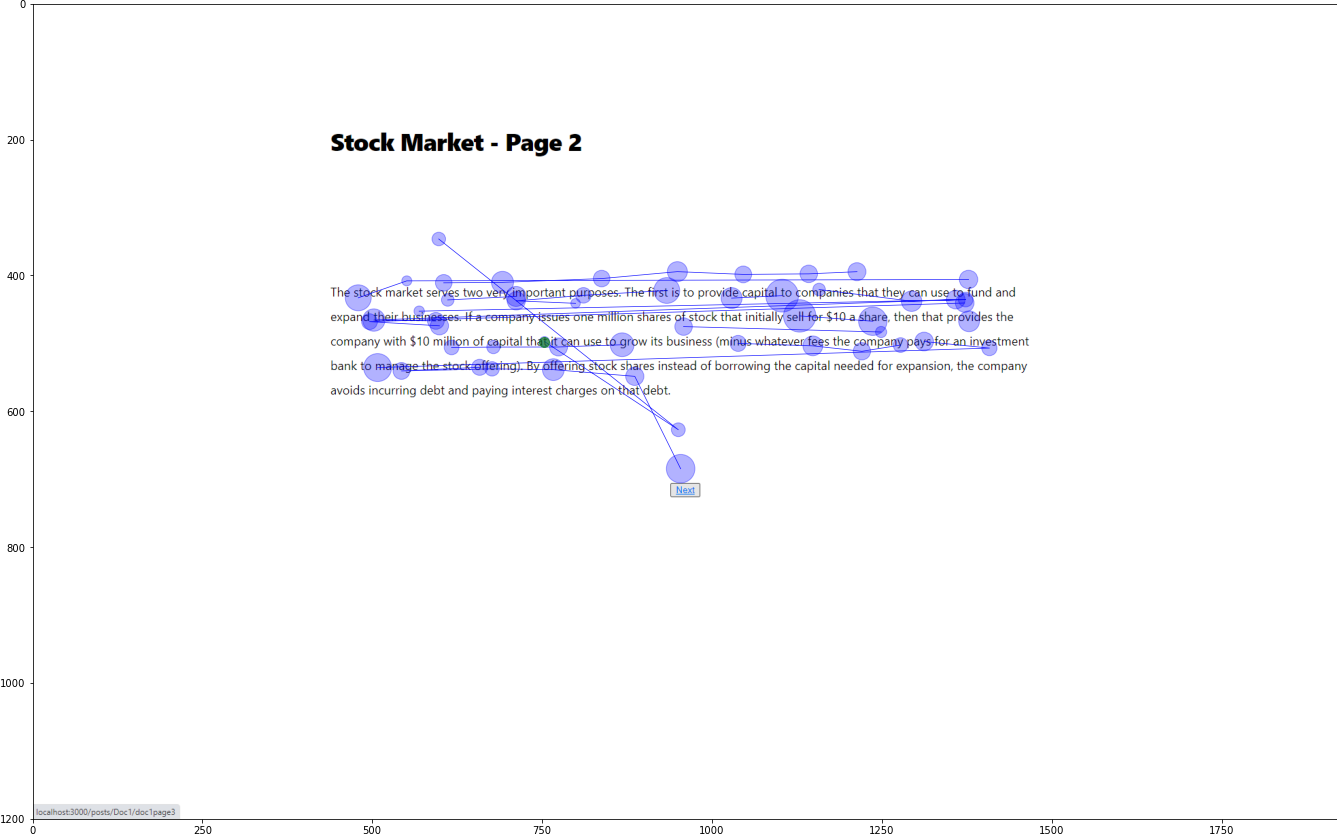 0
200
Stock Market - Page 2
400
The stock market serves two very important purposes. The first is to provide capital to companies that they can use to fund and
expand their businesses. If a company issues one million shares of stock that initially sell for $10 a share, then that provides the
company with $10 million of capital that it can use to grow its business (minus whatever fees the company pays for an investment
bank to manage the stock offering). By offering stock shares instead of borrowing the capital needed for expansion, the company
avoids incurring debt and paying interest charges on that debt.
600
Next
800
1000
localhost:3000/posts/Doc1/doc1page3
1200
0 250 500 750 1000 1250 1500 1750